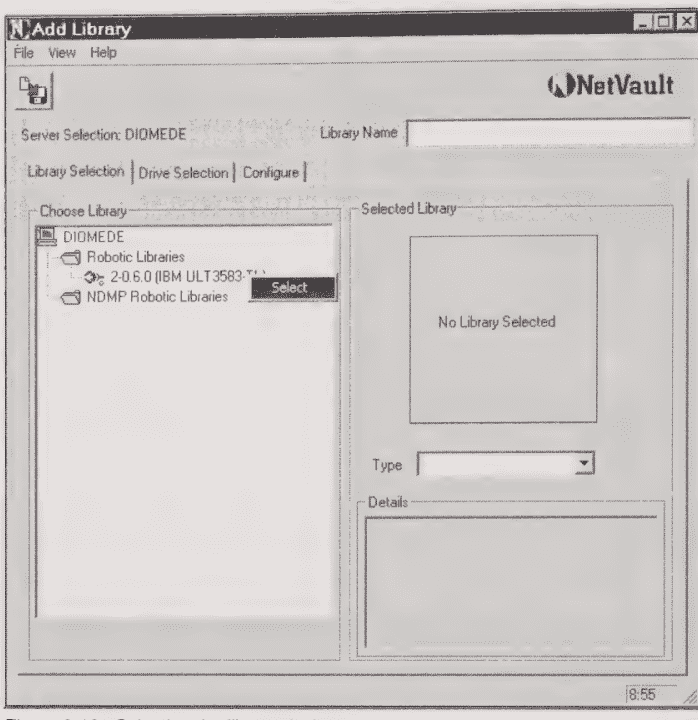 Add Library
File View Help
NetVault
Server Selection: DIOMEDE
Library Name
Library Selection
Drive Selection
Configure
Choose Library
DIOMEDE
Robotic Libraries
2-0.6.0 (IBM ULT3583-TL)
Select
NDMP Robotic Libraries
Selected Library
No Library Selected
Type
Details
8:55